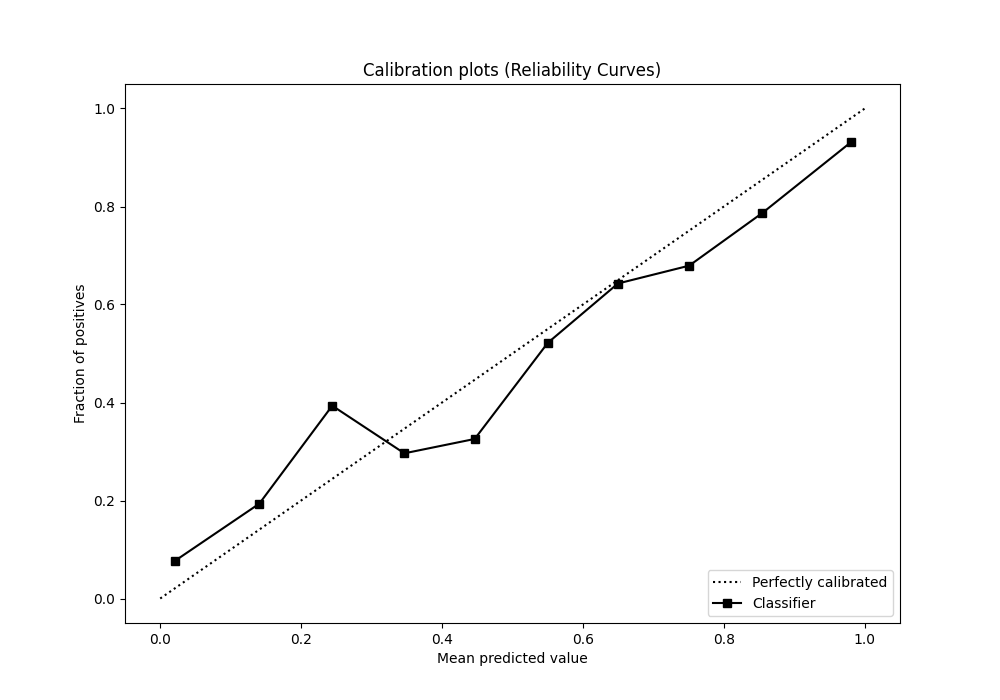 Calibration plots (Reliability Curves)
1.0
0.8
0.6
0.4
0.2
0.0
Fraction of positives
0.0 0.2 0.4 0.6 0.8 1.0
Mean predicted value
Perfectly calibrated
Classifier